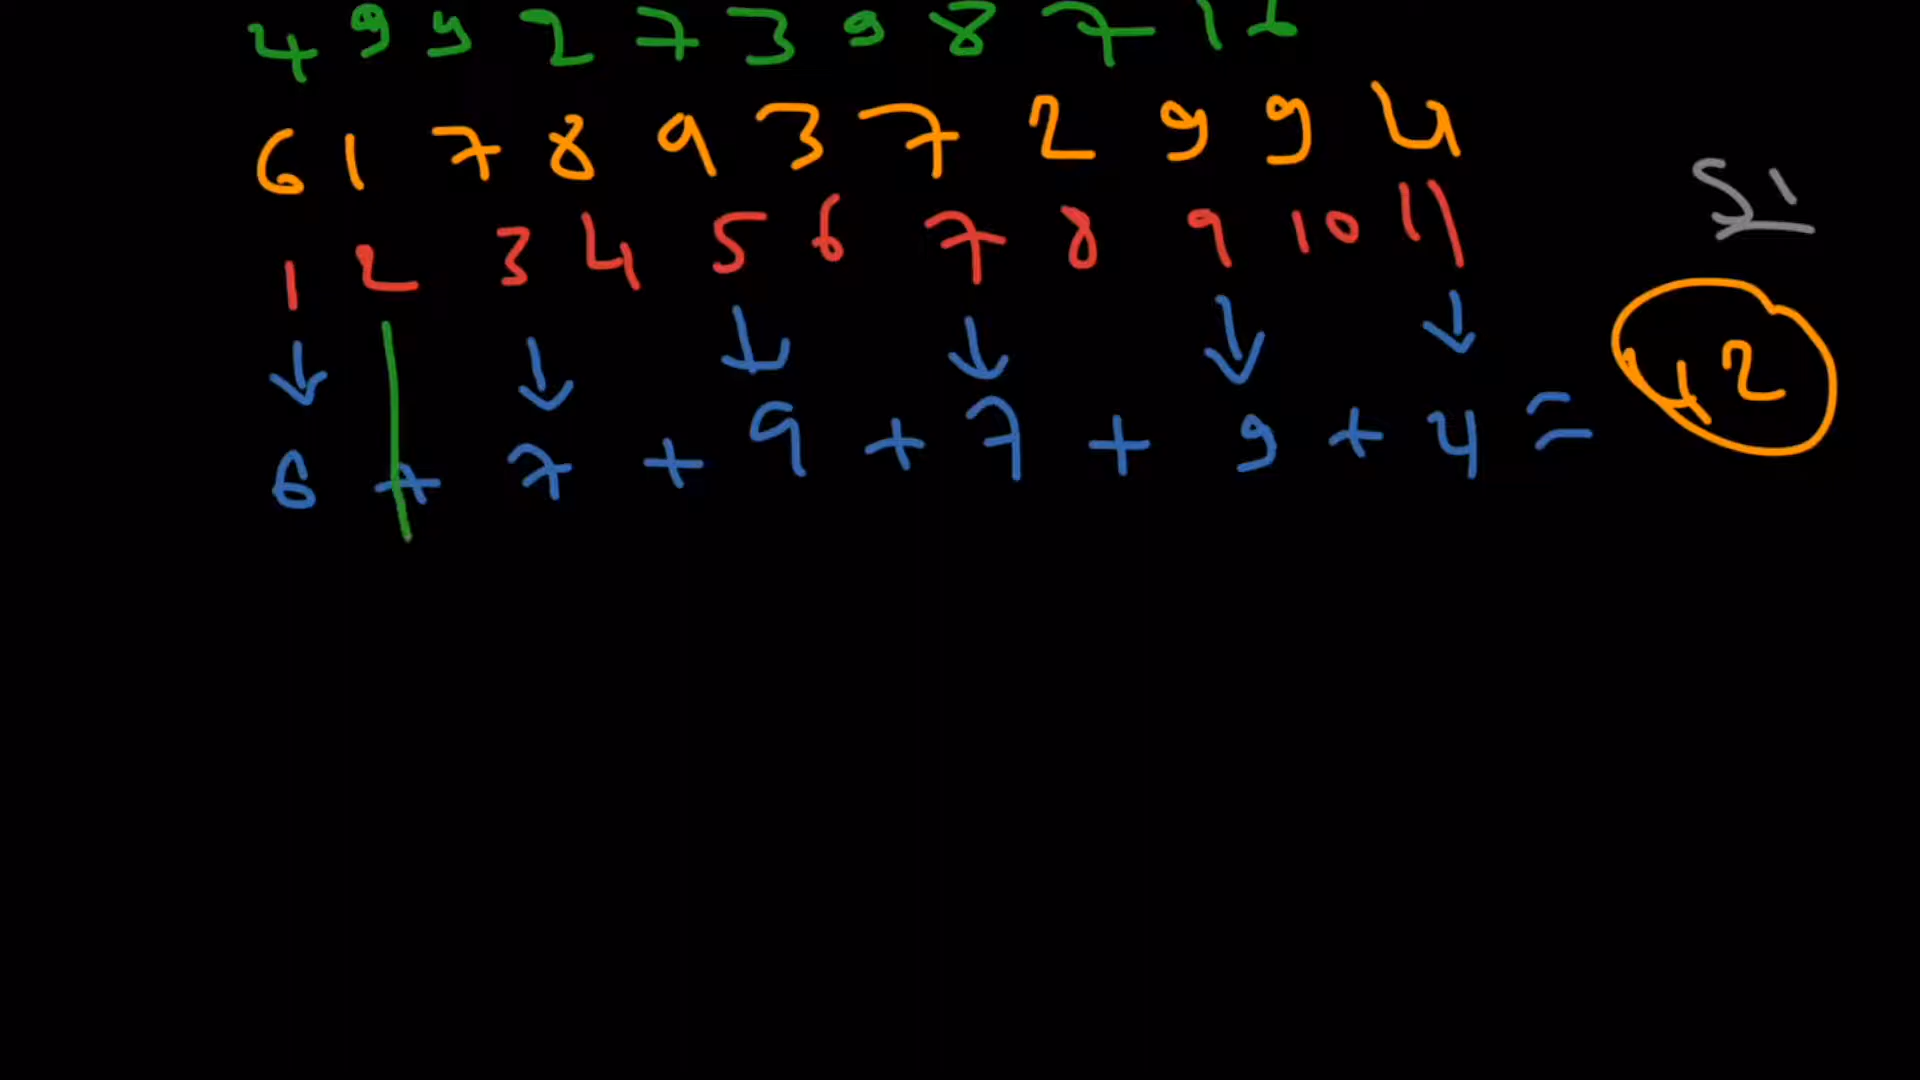 4 9 9 2 7 3 9 8 7 1 6
6 1 7 8 9 3 7 2 9 9 4
S1
1 2 3 4 5 6 7 8 9 10 11
6 + 7 + 9 + 7 + 9 + 4 = 42